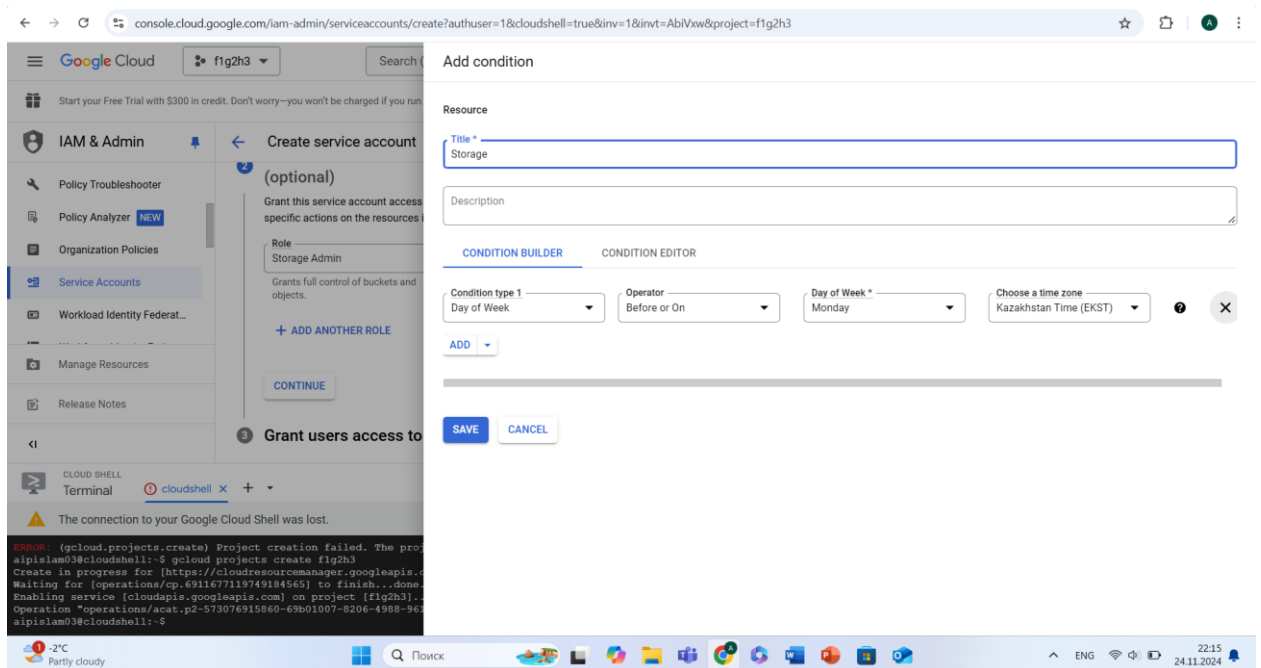 console.cloud.google.com/iam-admin/serviceaccounts/create?authuser=1&cloudshell=true&inv=1&invt=AbiVxw&project=f1g2h3
A
Google Cloud
f1g2h3
Search (
Start your Free Trial with $300 in credit. Don't worry—you won't be charged if you run
IAM & Admin
Policy Troubleshooter
Policy Analyzer NEW
Organization Policies
Service Accounts
Workload Identity Federat...
Manage Resources
Release Notes
Create service account
2
(optional)
Grant this service account access
specific actions on the resources i
Role
Storage Admin
Grants full control of buckets and
objects.
+ ADD ANOTHER ROLE
CONTINUE
3 Grant users access to
Add condition
Resource
Title *
Storage
Description
CONDITION BUILDER CONDITION EDITOR
Condition type 1 Operator Day of Week * Choose a time zone
Day of Week Before or On Monday Kazakhstan Time (EKST)
ADD
SAVE CANCEL
CLOUD SHELL
Terminal
cloudshell
The connection to your Google Cloud Shell was lost.
ERROR: (gcloud.projects.create) Project creation failed. The proj
aipislam03@cloudshell:~$ gcloud projects create f1g2h3
Create in progress for [https://cloudresourcemanager.googleapis.c
Waiting for [operations/cp.6911677119749184565] to finish...done.
Enabling service [cloudapis.googleapis.com] on project [f1g2h3]..
Operation "operations/acat.p2-573076915860-69b01007-8206-4988-961
aipislam03@cloudshell:~$
1
-2°C
Partly cloudy
Поиск
ENG
22:15
24.11.2024